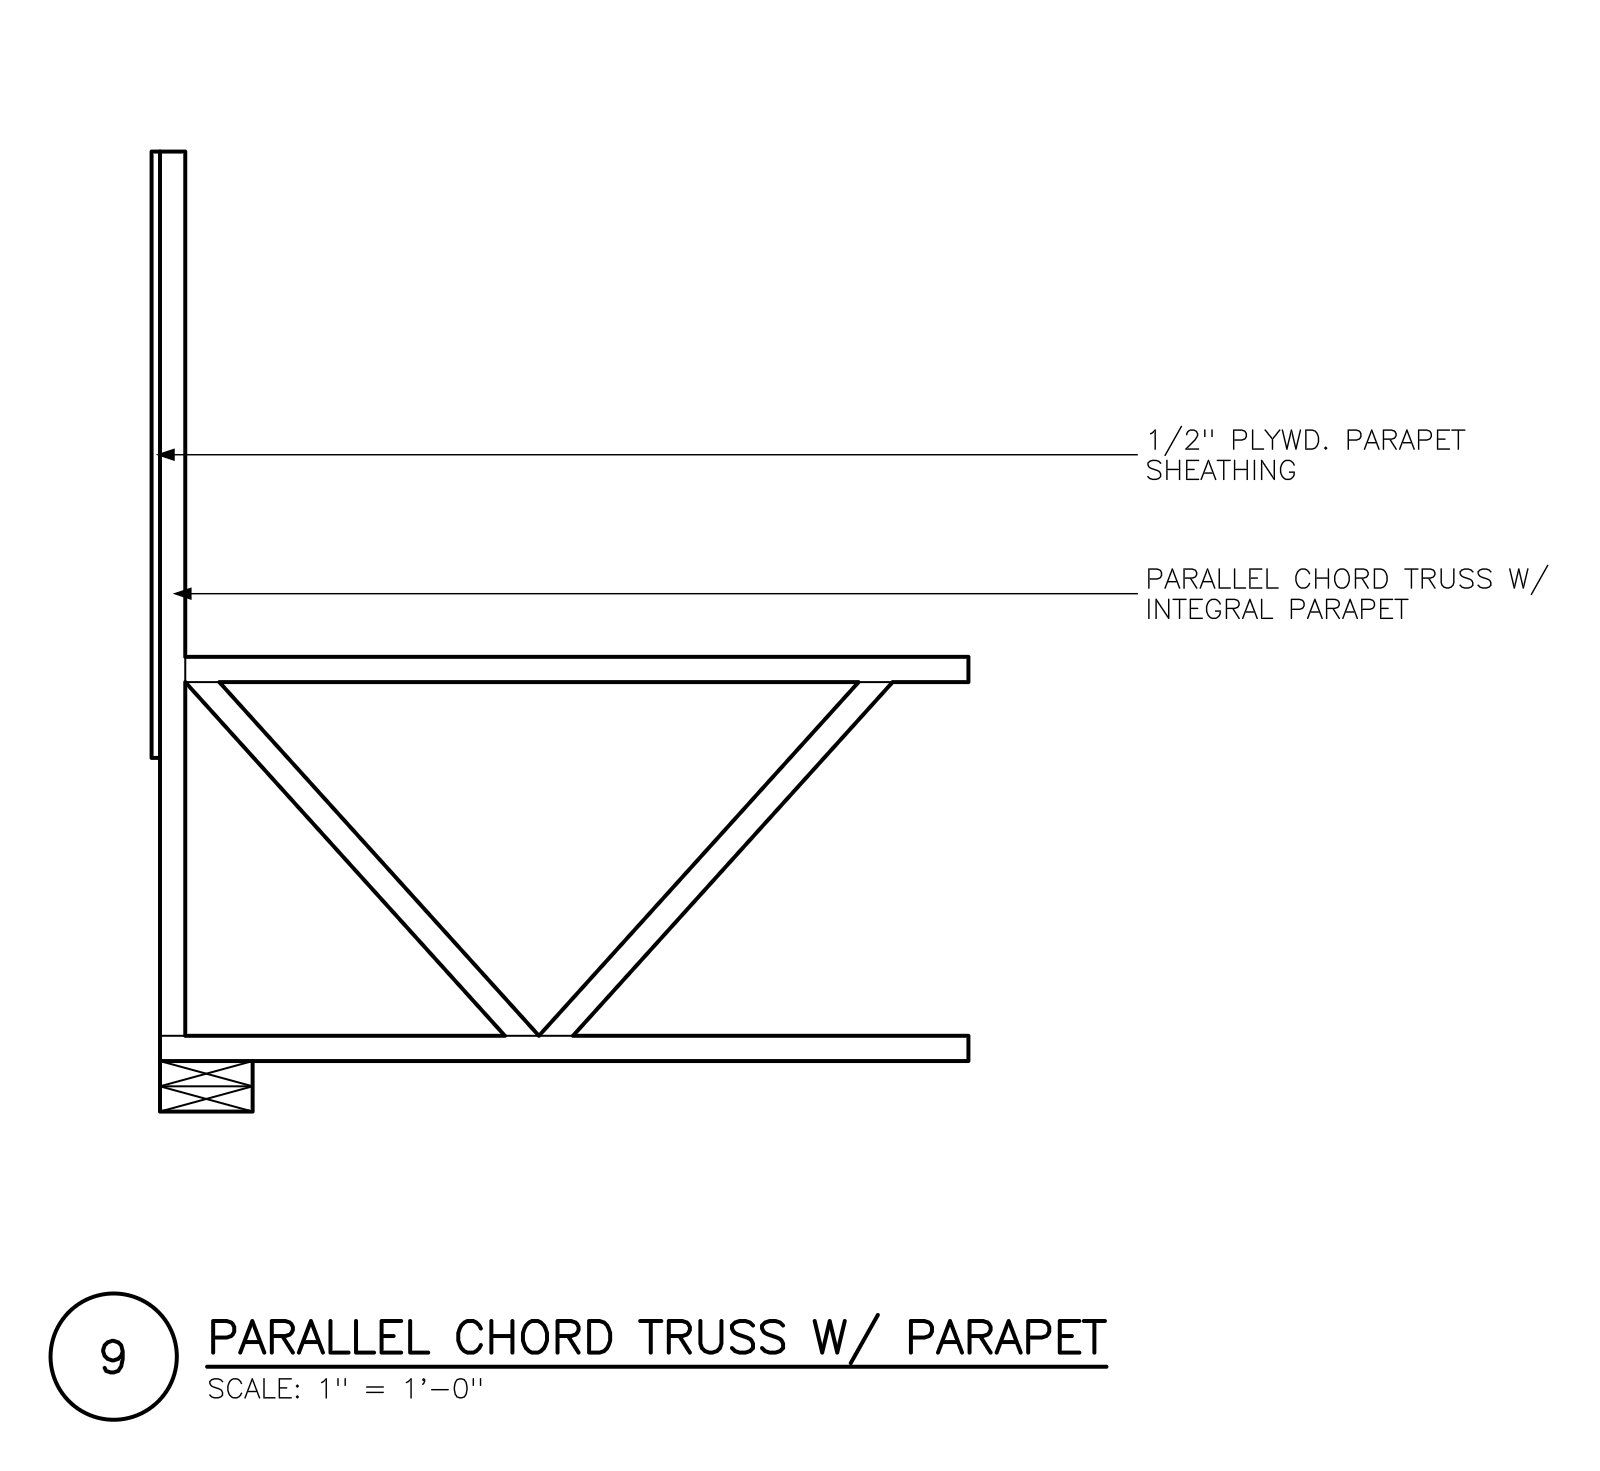 1/2" PLYWD. PARAPET
SHEATHING
PARALLEL CHORD TRUSS W/
INTEGRAL PARAPET
9
PARALLEL CHORD TRUSS W/ PARAPET
SCALE: 1" = 1'-0"